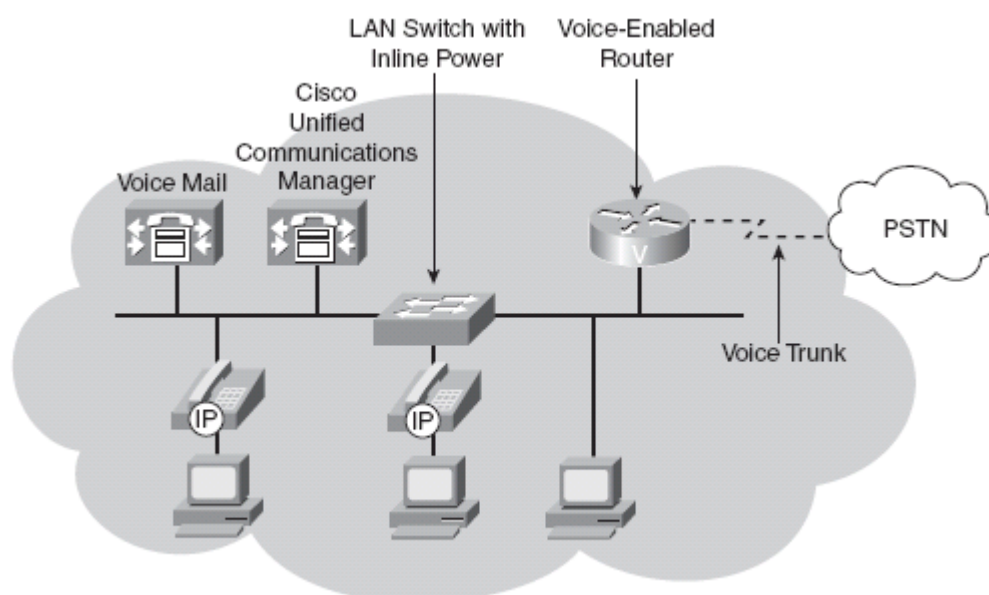 LAN Switch with
Inline Power
Voice-Enabled
Router
Cisco
Unified
Communications
Manager
Voice Mail
PSTN
V
Voice Trunk
IP
IP